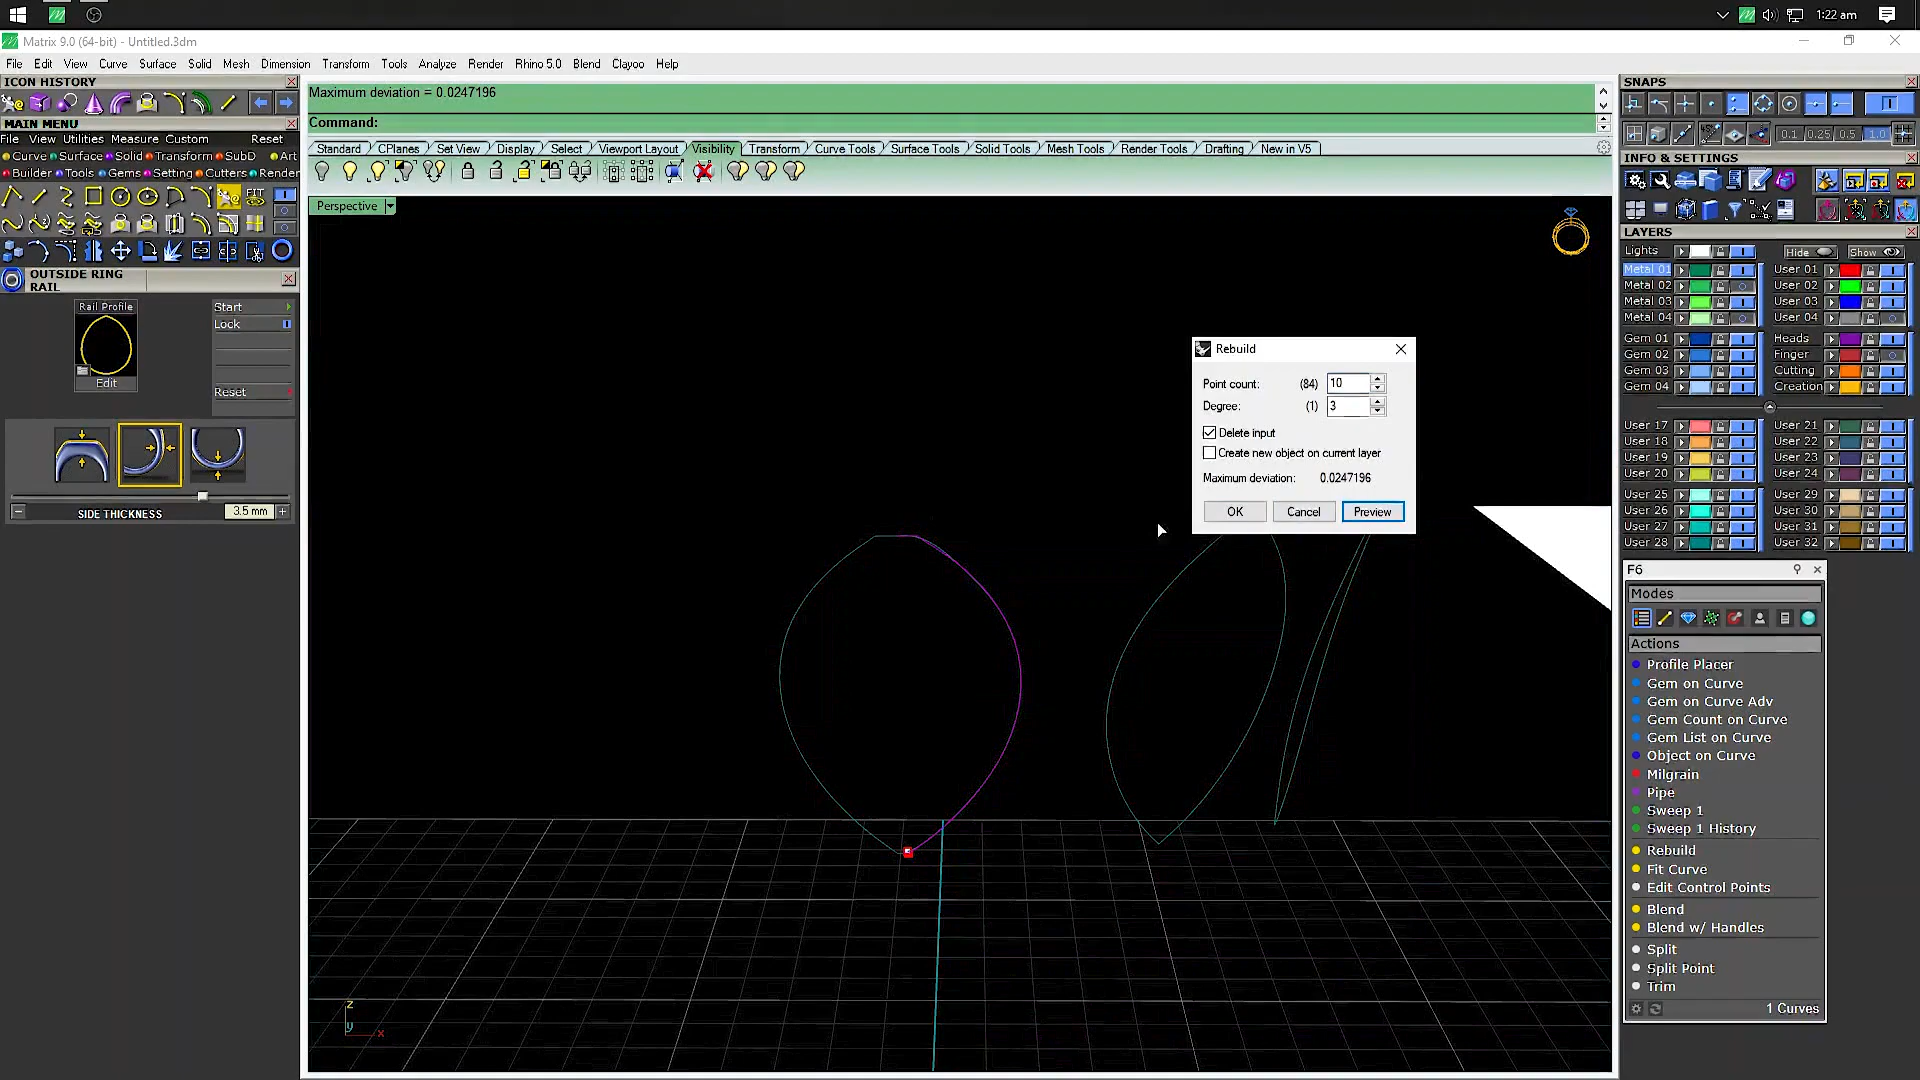 1:22 am
Matrix 9.0 (64-bit) - Untitled.3dm
File Edit View Curve Surface Solid Mesh Dimension Transform Tools Analyze Render Rhino 5.0 Blend Clayoo Help
ICON HISTORY
MAIN MENU
File View Utilities Measure Custom Reset
Curve Surface Solid Transform SubD Art
Builder Tools Gems Setting Cutters Render
OUTSIDE RING RAIL
Rail Profile
Edit
Start
Lock
Reset
SIDE THICKNESS 3.5 mm
Maximum deviation = 0.0247196
Command:
Standard CPlanes Set View Display Select Viewport Layout Visibility Transform Curve Tools Surface Tools Solid Tools Mesh Tools Render Tools Drafting New in V5
Perspective
Rebuild
Point count: (84) 10
Degree: (1) 3
Delete input
Create new object on current layer
Maximum deviation: 0.0247196
OK Cancel Preview
z
y
x
SNAPS
0.1 0.25 0.5 1.0
INFO & SETTINGS
LAYERS
Lights Hide Show
Metal 01 User 01
Metal 02 User 02
Metal 03 User 03
Metal 04 User 04
Gem 01 Heads
Gem 02 Finger
Gem 03 Cutting
Gem 04 Creation
User 17 User 21
User 18 User 22
User 19 User 23
User 20 User 24
User 25 User 29
User 26 User 30
User 27 User 31
User 28 User 32
F6
Modes
Actions
Profile Placer
Gem on Curve
Gem on Curve Adv
Gem Count on Curve
Gem List on Curve
Object on Curve
Milgrain
Pipe
Sweep 1
Sweep 1 History
Rebuild
Fit Curve
Edit Control Points
Blend
Blend w/ Handles
Split
Split Point
Trim
1 Curves